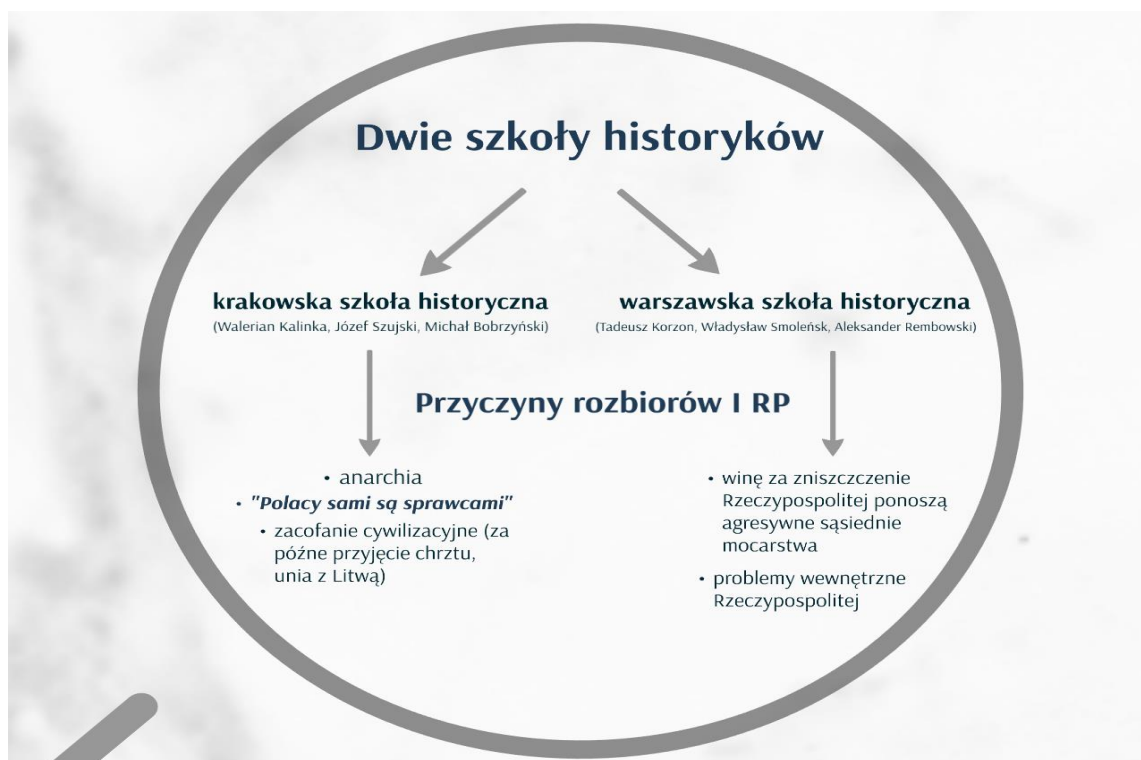 Dwie szkoły historyków
krakowska szkoła historyczna
(Walerian Kalinka, Józef Szujski, Michał Bobrzyński)
warszawska szkoła historyczna
(Tadeusz Korzon, Władysław Smoleńsk, Aleksander Rembowski)
Przyczyny rozbiorów I RP
• anarchia
• "Polacy sami są sprawcami"
• zacofanie cywilizacyjne (za
późne przyjęcie chrztu,
unia z Litwą)
• winę za zniszczczenie
Rzeczypospolitej ponoszą
agresywne sąsiednie
mocarstwa
• problemy wewnętrzne
Rzeczypospolitej